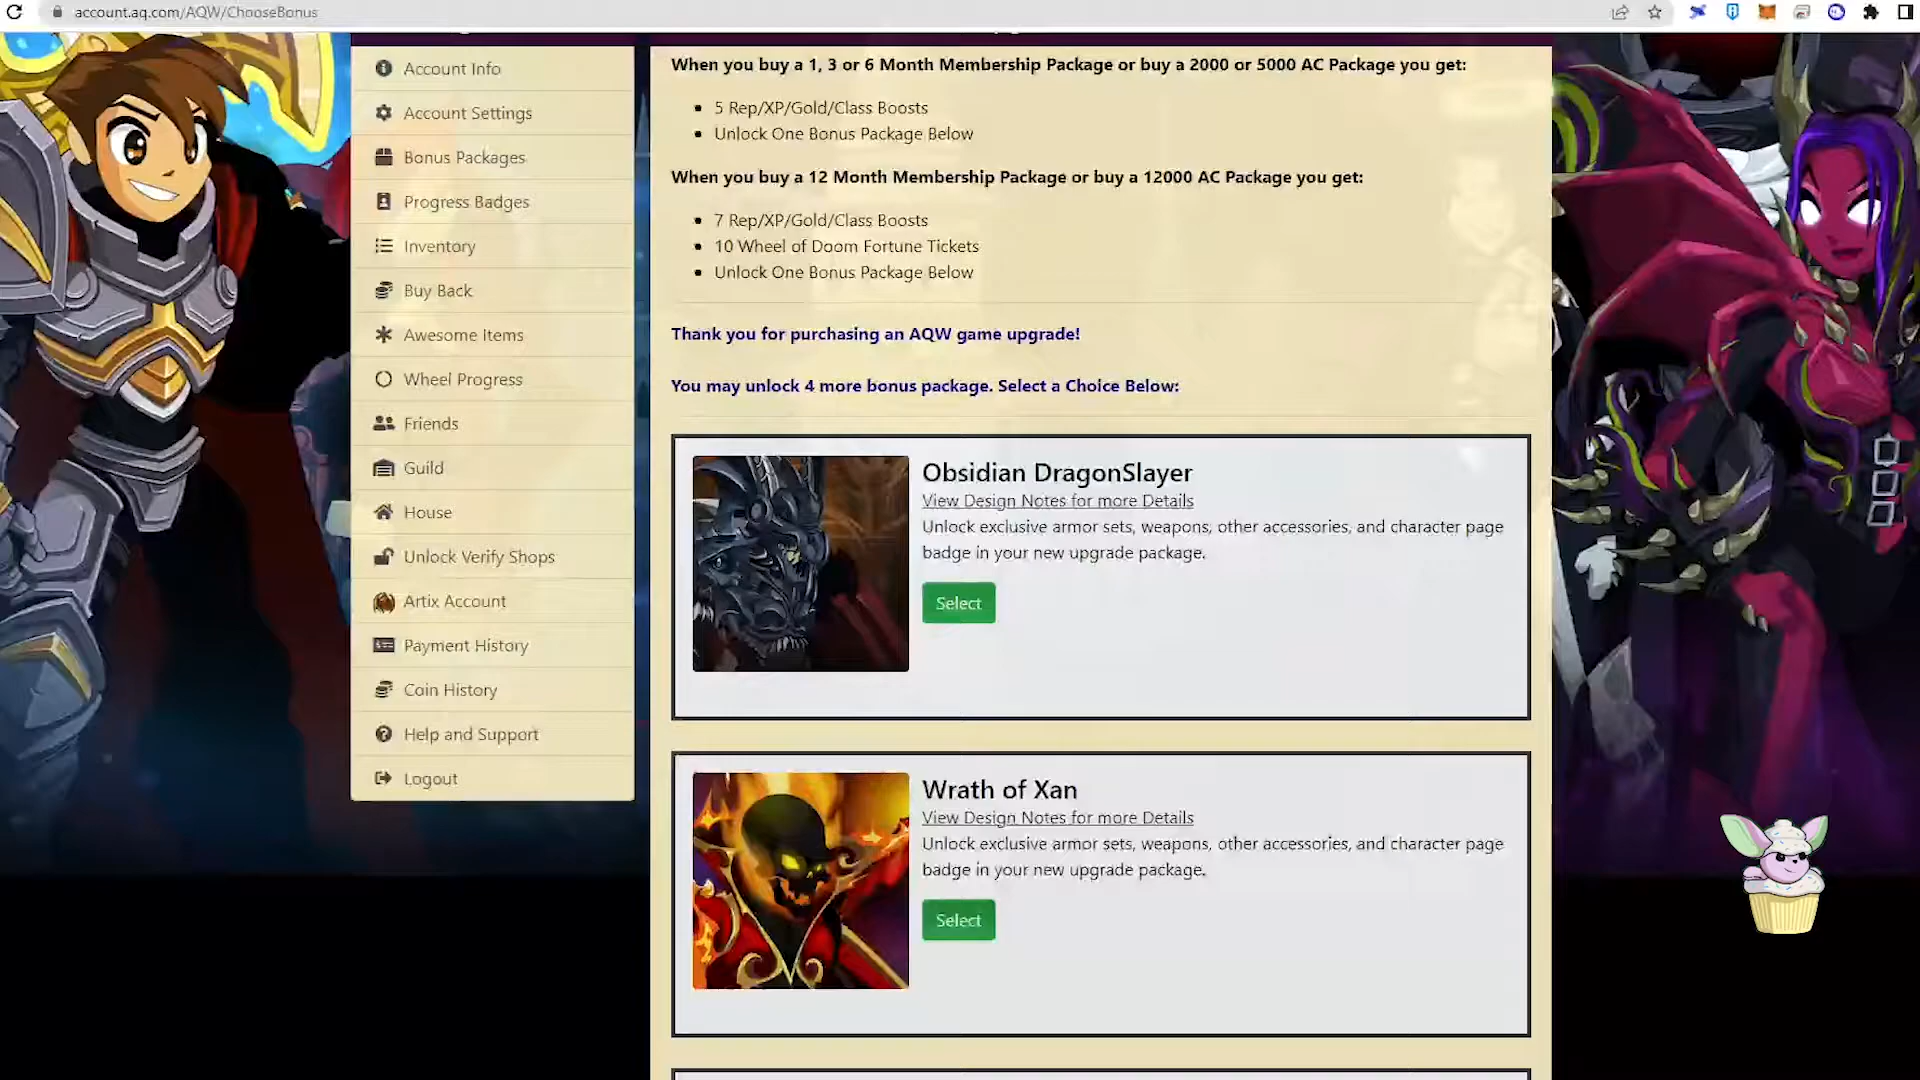 account.aq.com/AQW/ChooseBonus
Account Info
Account Settings
Bonus Packages
Progress Badges
Inventory
Buy Back
Awesome Items
Wheel Progress
Friends
Guild
House
Unlock Verify Shops
Artix Account
Payment History
Coin History
Help and Support
Logout
When you buy a 1, 3 or 6 Month Membership Package or buy a 2000 or 5000 AC Package you get:
5 Rep/XP/Gold/Class Boosts
Unlock One Bonus Package Below
When you buy a 12 Month Membership Package or buy a 12000 AC Package you get:
7 Rep/XP/Gold/Class Boosts
10 Wheel of Doom Fortune Tickets
Unlock One Bonus Package Below
Thank you for purchasing an AQW game upgrade!
You may unlock 4 more bonus package. Select a Choice Below:
Obsidian DragonSlayer
View Design Notes for more Details
Unlock exclusive armor sets, weapons, other accessories, and character page
badge in your new upgrade package.
Select
Wrath of Xan
View Design Notes for more Details
Unlock exclusive armor sets, weapons, other accessories, and character page
badge in your new upgrade package.
Select